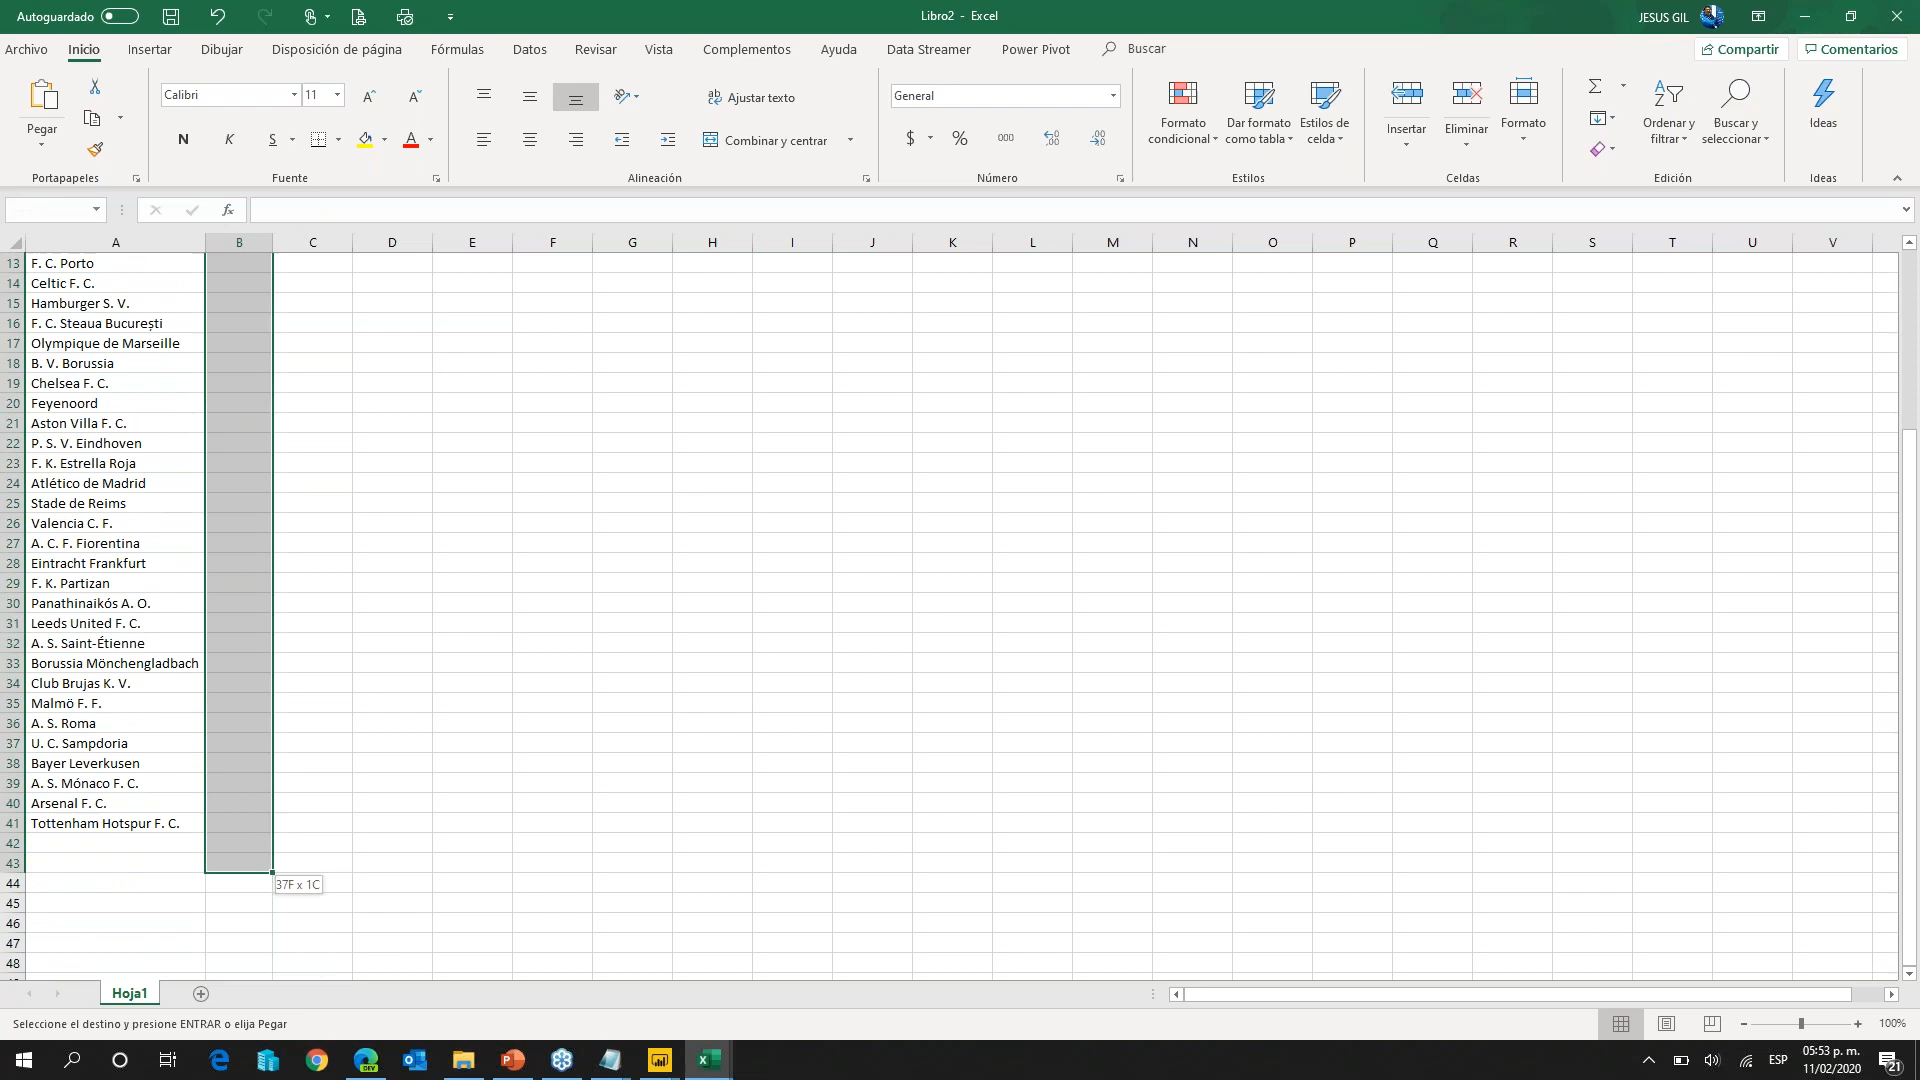 Autoguardado
Libro2 - Excel
JESUS GIL
Archivo Inicio Insertar Dibujar Disposición de página Fórmulas Datos Revisar Vista Complementos Ayuda Data Streamer Power Pivot Buscar Compartir Comentarios
Pegar
Portapapeles
Calibri 11
N K S
Fuente
Ajustar texto
Combinar y centrar
Alineación
General
$ % 000
Número
Formato condicional
Dar formato como tabla
Estilos de celda
Estilos
Insertar
Eliminar
Formato
Celdas
Ordenar y filtrar
Buscar y seleccionar
Edición
Ideas
Ideas
fx
A B C D E F G H I J K L M N O P Q R S T U V
13 F. C. Porto
14 Celtic F. C.
15 Hamburger S. V.
16 F. C. Steaua București
17 Olympique de Marseille
18 B. V. Borussia
19 Chelsea F. C.
20 Feyenoord
21 Aston Villa F. C.
22 P. S. V. Eindhoven
23 F. K. Estrella Roja
24 Atlético de Madrid
25 Stade de Reims
26 Valencia C. F.
27 A. C. F. Fiorentina
28 Eintracht Frankfurt
29 F. K. Partizan
30 Panathinaikós A. O.
31 Leeds United F. C.
32 A. S. Saint-Étienne
33 Borussia Mönchengladbach
34 Club Brujas K. V.
35 Malmö F. F.
36 A. S. Roma
37 U. C. Sampdoria
38 Bayer Leverkusen
39 A. S. Mónaco F. C.
40 Arsenal F. C.
41 Tottenham Hotspur F. C.
42
43
44
37F x 1C
45
46
47
48
Hoja1
Seleccione el destino y presione ENTRAR o elija Pegar
100%
DEV
ESP
05:53 p. m.
11/02/2020
21